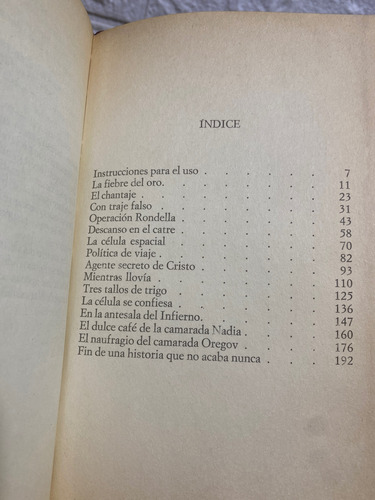 ÍNDICE
Instrucciones para el uso . . . . . . . 7
La fiebre del oro. . . . . . . . 11
El chantaje . . . . . . . . 23
Con traje falso . . . . . . . . 31
Operación Rondella . . . . . . . 43
Descanso en el catre . . . . . . . 58
La célula espacial . . . . . . . 70
Política de viaje . . . . . . . . 82
Agente secreto de Cristo . . . . . . 93
Mientras llovía . . . . . . . . 110
Tres tallos de trigo . . . . . . . 125
La célula se confiesa . . . . . . . 136
En la antesala del Infierno. . . . . . . 147
El dulce café de la camarada Nadia . . . . . 160
El naufragio del camarada Oregov . . . . . 176
Fin de una historia que no acaba nunca . . . . 192